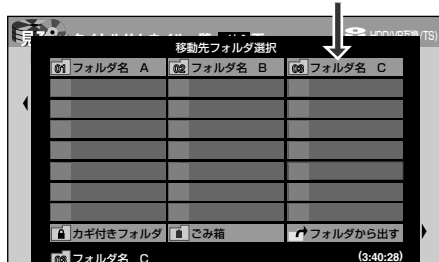 見
HDD(VR互換/TS)
移動先フォルダ選択
01 フォルダ名 A 02 フォルダ名 B 03 フォルダ名 C
カギ付きフォルダ ごみ箱 フォルダから出す
03 フォルダ名 C (3:40:28)